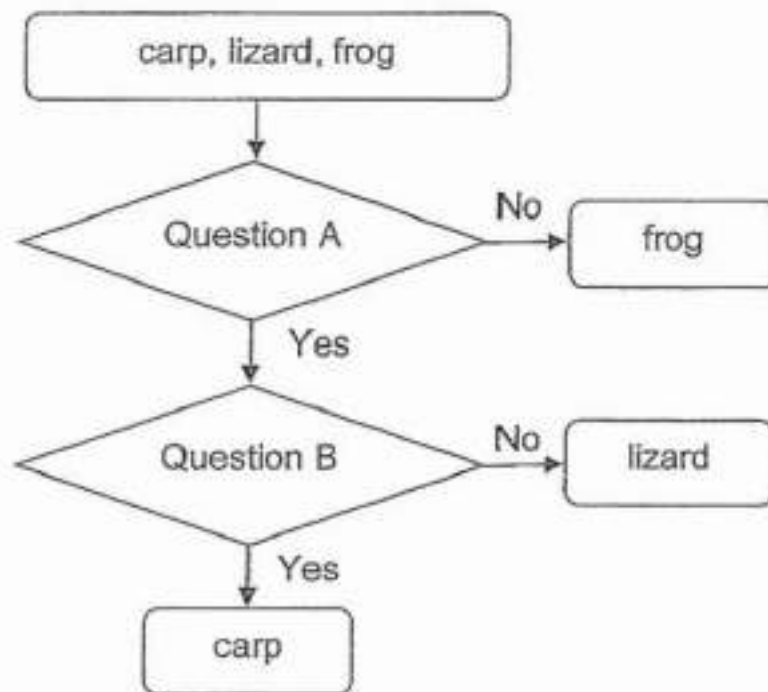 carp, lizard, frog
Question A
No
frog
Yes
Question B
No
lizard
Yes
carp